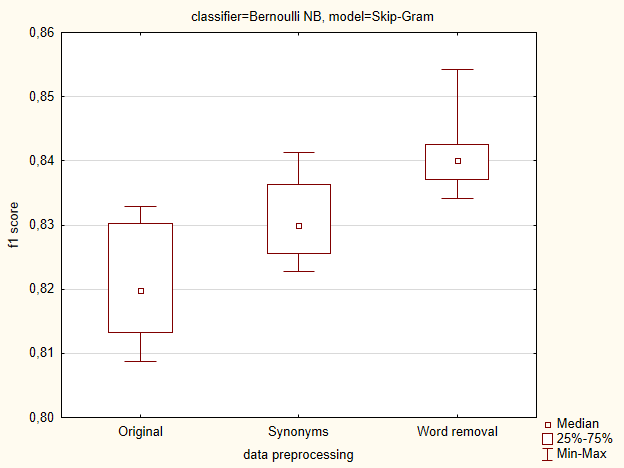 classifier=Bernoulli NB, model=Skip-Gram
0,86
0,85
0,84
0,83
0,82
0,81
0,80
f1 score
Original Synonyms Word removal
data preprocessing
Median
25%-75%
Min-Max